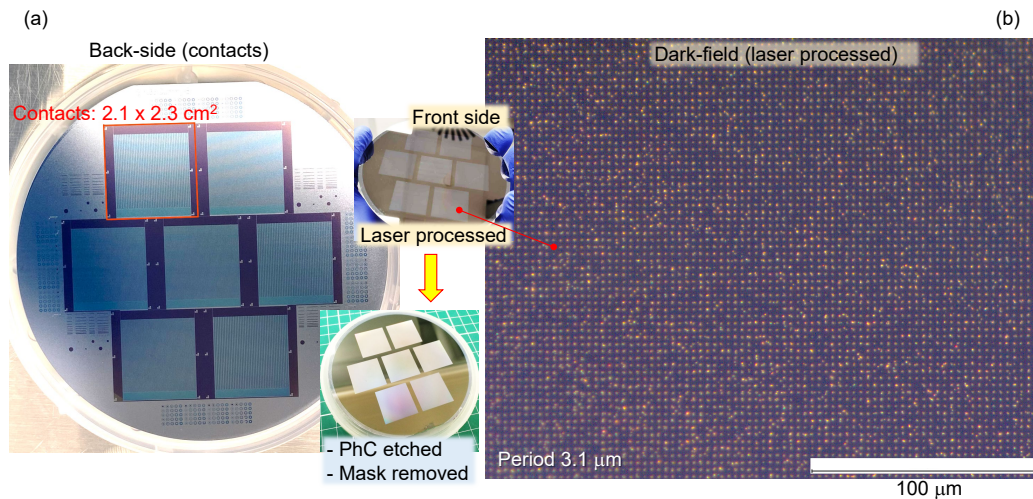 (a)
(b)
Back-side (contacts)
Contacts: 2.1 x 2.3 cm²
Front side
Laser processed
- PhC etched
- Mask removed
Dark-field (laser processed)
Period 3.1 μm
100 μm